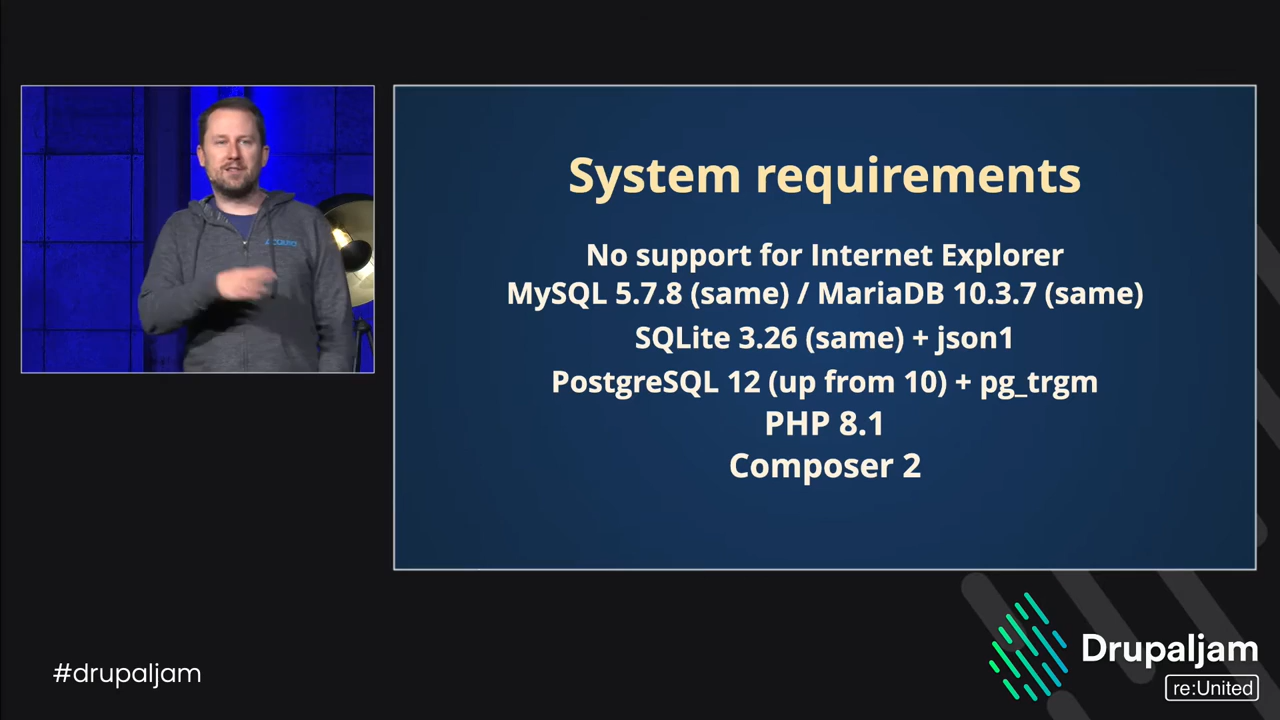 System requirements
No support for Internet Explorer
MySQL 5.7.8 (same) / MariaDB 10.3.7 (same)
SQLite 3.26 (same) + json1
PostgreSQL 12 (up from 10) + pg_trgm
PHP 8.1
Composer 2
#drupaljam
Drupaljam
re:United